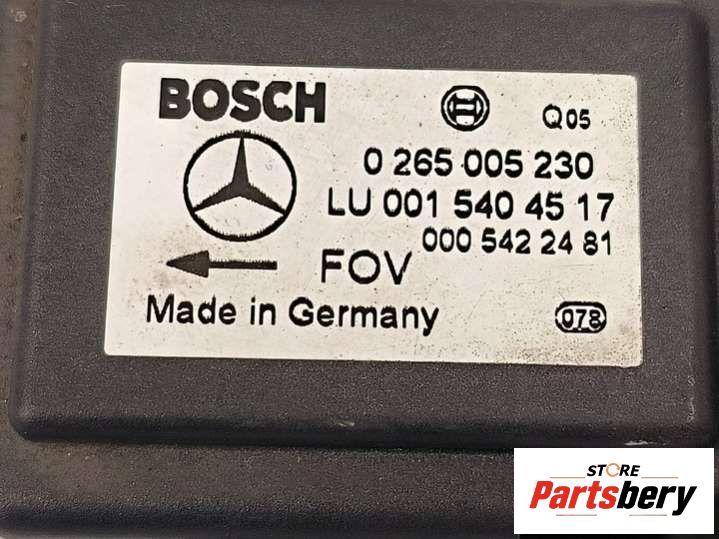 BOSCH
Q05
0 265 005 230
LU 001 540 45 17
000 542 24 81
FOV
Made in Germany
078
STORE
Partsbery